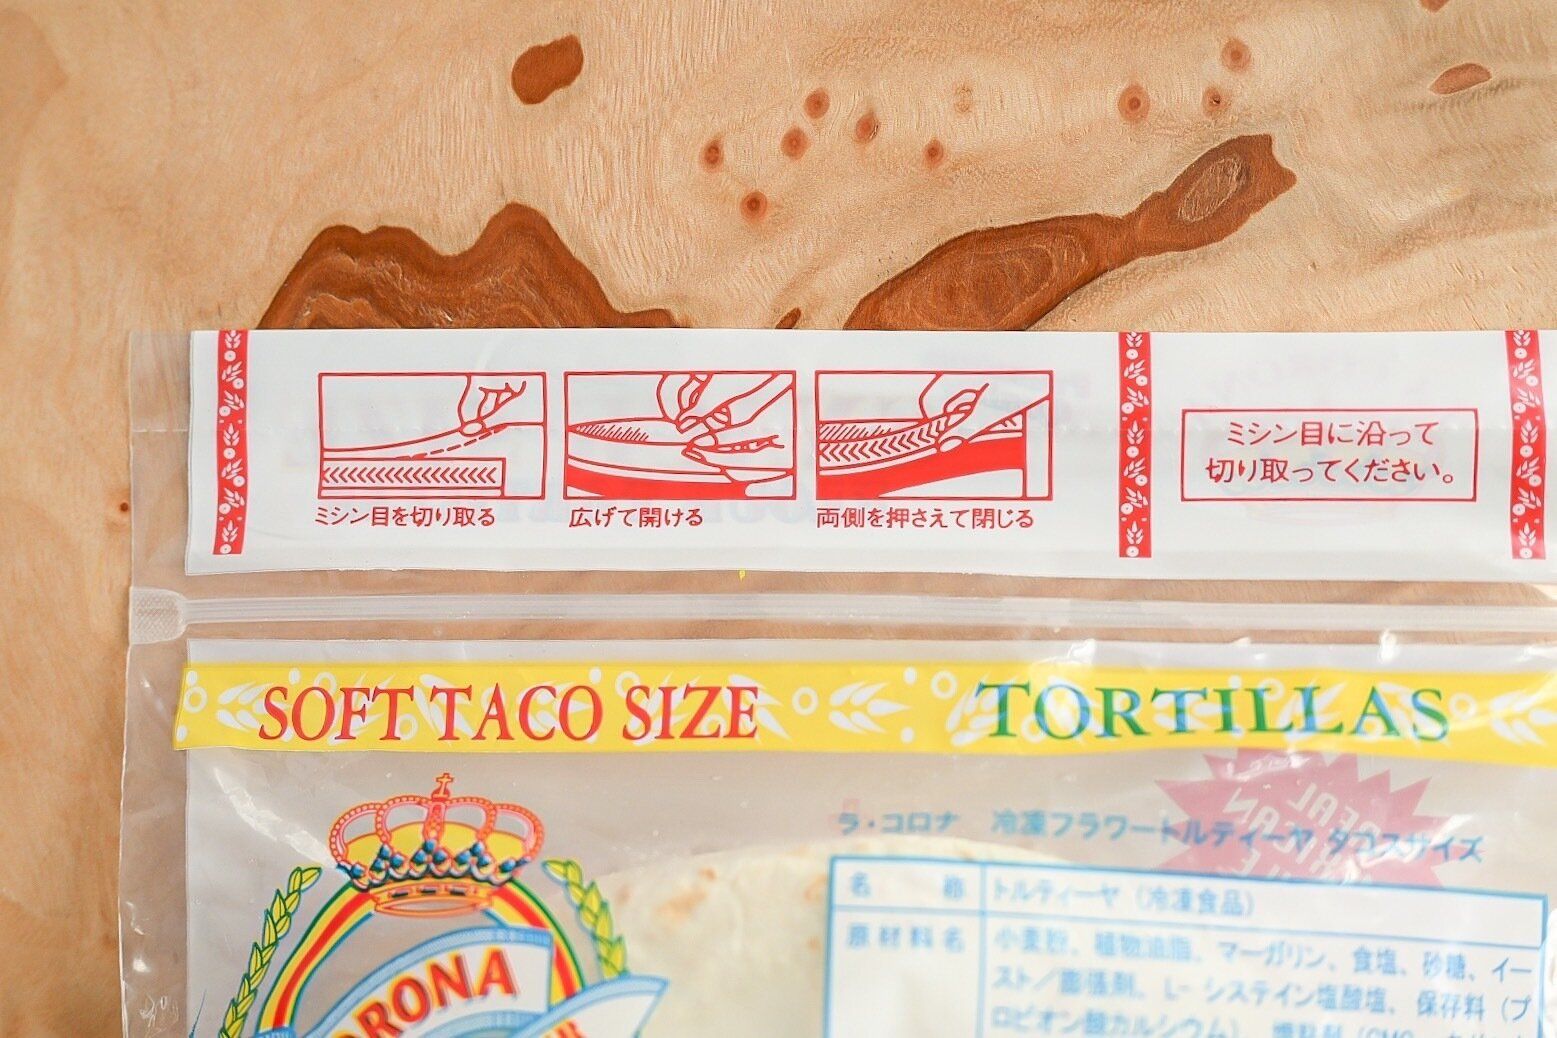 ミシン目を切り取る
広げて開ける
両側を押さえて閉じる
ミシン目に沿って
切り取ってください。
SOFT TACO SIZE
TORTILLAS
ラ・コロナ 冷凍フラワートルティーヤ タコスサイズ
名称
トルティーヤ（冷凍食品）
原材料名
小麦粉、植物油脂、マーガリン、食塩、砂糖、イー
スト／膨張剤、L-システイン塩酸塩、保存料（プ
ロピオン酸カルシウム）、
ORONA
REAL
MEXICAN